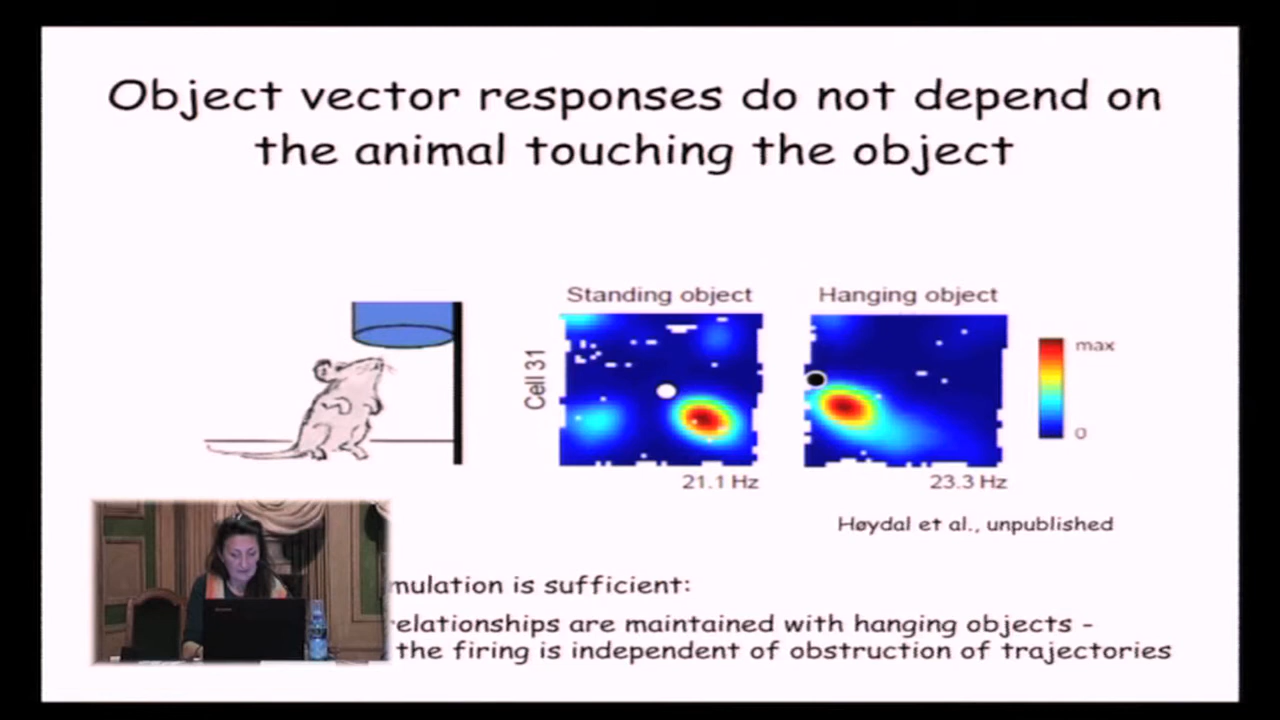 Object vector responses do not depend on
the animal touching the object
Standing object
Hanging object
Cell 31
max
0
21.1 Hz
23.3 Hz
Høydal et al., unpublished
mulation is sufficient:
elationships are maintained with hanging objects -
the firing is independent of obstruction of trajectories